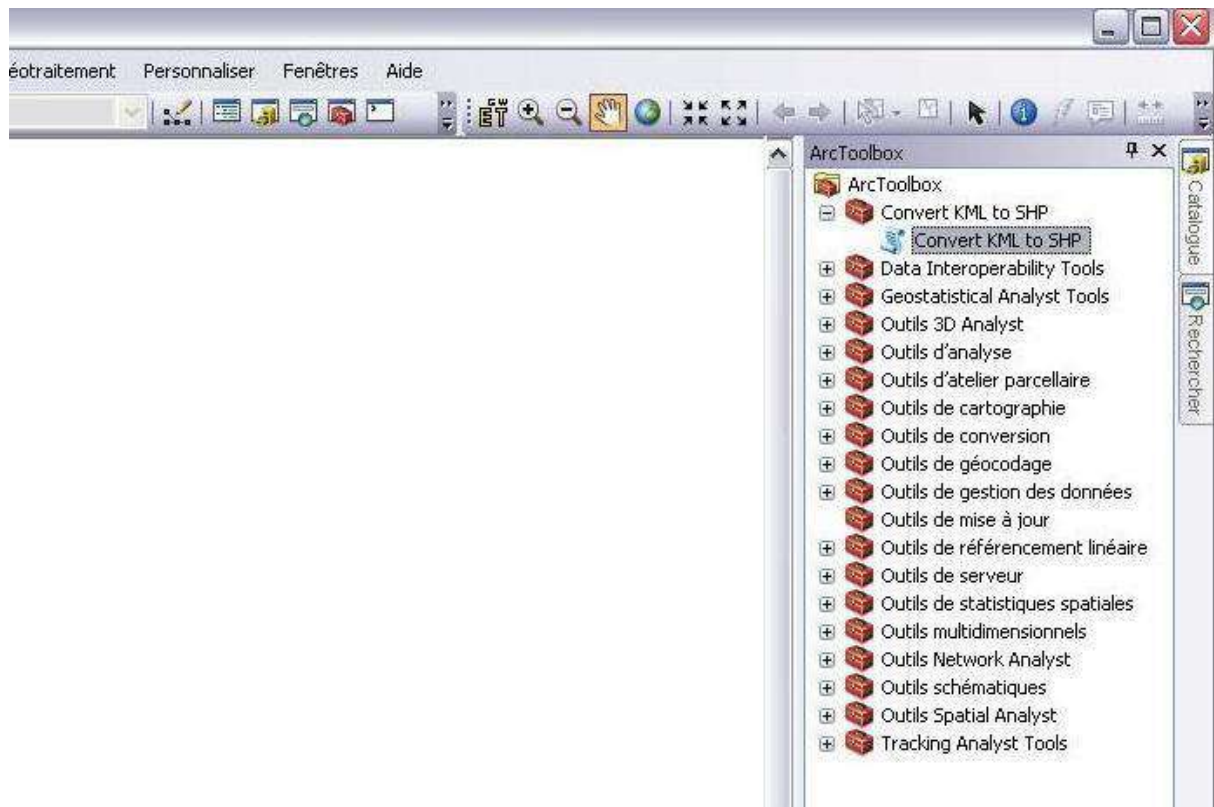 éotraitement Personnaliser Fenêtres Aide
ArcToolbox
ArcToolbox
Convert KML to SHP
Convert KML to SHP
Data Interoperability Tools
Geostatistical Analyst Tools
Outils 3D Analyst
Outils d'analyse
Outils d'atelier parcellaire
Outils de cartographie
Outils de conversion
Outils de géocodage
Outils de gestion des données
Outils de mise à jour
Outils de référencement linéaire
Outils de serveur
Outils de statistiques spatiales
Outils multidimensionnels
Outils Network Analyst
Outils schématiques
Outils Spatial Analyst
Tracking Analyst Tools
Catalogue
Rechercher